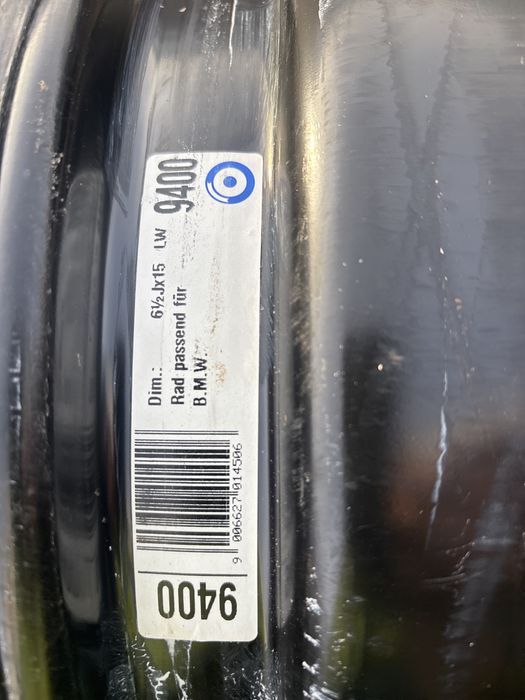 Dim.: 6½Jx15 LW 9400
Rad passend für
B.M.W.
9 006627 014506
9400